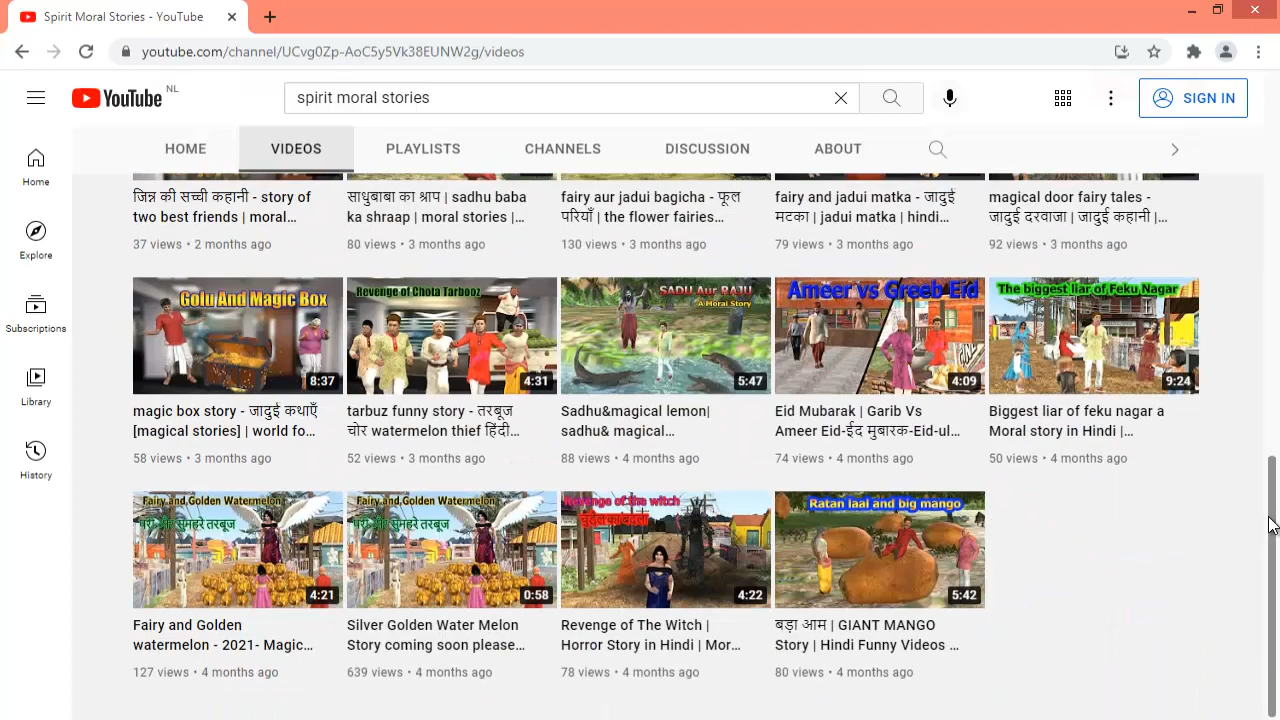 Spirit Moral Stories - YouTube
youtube.com/channel/UCvg0Zp-AoC5y5Vk38EUNW2g/videos
YouTube NL
spirit moral stories
SIGN IN
HOME VIDEOS PLAYLISTS CHANNELS DISCUSSION ABOUT
Home
Explore
Subscriptions
Library
History
जिन्न की सच्ची कहानी - story of
two best friends | moral...
37 views • 2 months ago
साधुबाबा का श्राप | sadhu baba
ka shraap | moral stories |...
80 views • 3 months ago
fairy aur jadui bagicha - फूल
परियाँ | the flower fairies...
130 views • 3 months ago
fairy and jadui matka - जादुई
मटका | jadui matka | hindi...
79 views • 3 months ago
magical door fairy tales -
जादुई दरवाजा | जादुई कहानी |...
92 views • 3 months ago
Golu And Magic Box
8:37
magic box story - जादुई कथाएँ
[magical stories] | world fo...
58 views • 3 months ago
Revenge of Chota Tarbooz
4:31
tarbuz funny story - तरबूज
चोर watermelon thief हिंदी...
52 views • 3 months ago
SADU Aur RAJU
A Moral Story
5:47
Sadhu&magical lemon|
sadhu& magical...
88 views • 4 months ago
Ameer vs Greeb Eid
4:09
Eid Mubarak | Garib Vs
Ameer Eid-ईद मुबारक-Eid-ul...
74 views • 4 months ago
The biggest liar of Feku Nagar
9:24
Biggest liar of feku nagar a
Moral story in Hindi |...
50 views • 4 months ago
Fairy and Golden Watermelon
परी और सुनहरे तरबूज
4:21
Fairy and Golden
watermelon - 2021- Magic...
127 views • 4 months ago
Fairy and Golden Watermelon
परी और सुनहरे तरबूज
0:58
Silver Golden Water Melon
Story coming soon please...
639 views • 4 months ago
Revenge of the witch
चुड़ैल का बदला
4:22
Revenge of The Witch |
Horror Story in Hindi | Mor...
78 views • 4 months ago
Ratan laal and big mango
5:42
बड़ा आम | GIANT MANGO
Story | Hindi Funny Videos ...
80 views • 4 months ago